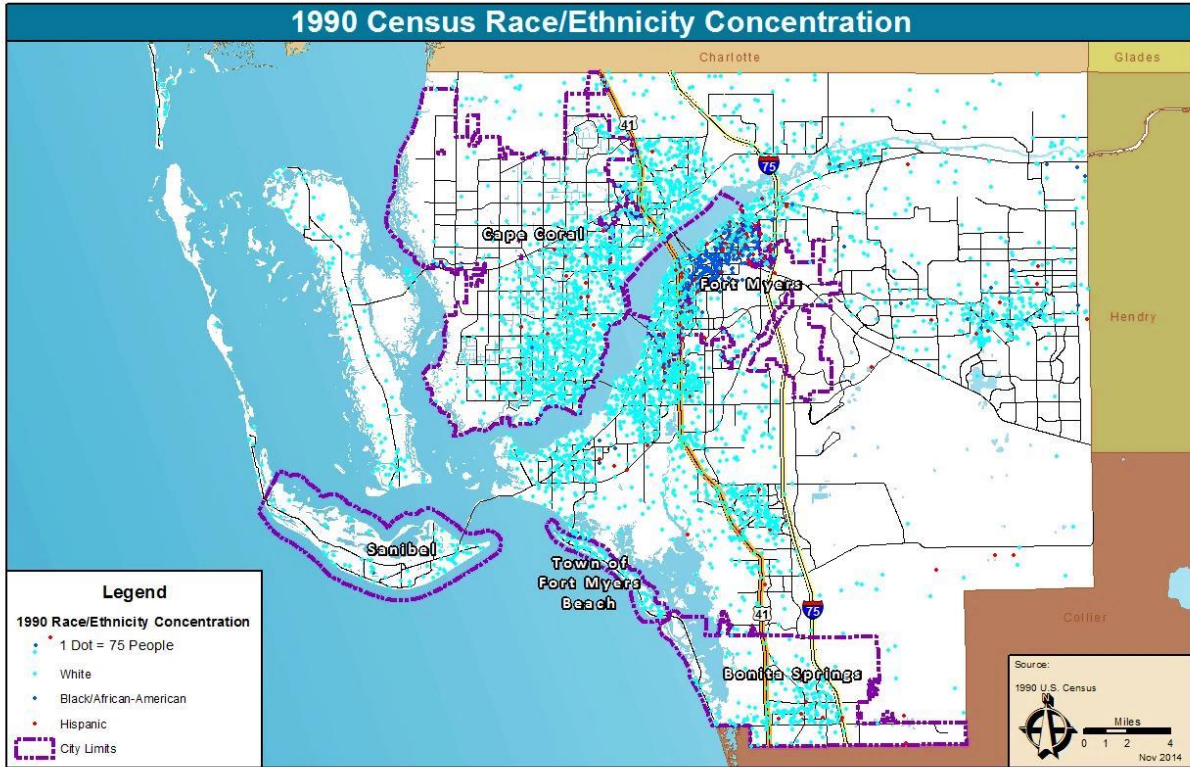 1990 Census Race/Ethnicity Concentration
Charlotte
Glades
41
75
Cape Coral
Fort Myers
Hendry
Sanibel
Town of
Fort Myers
Beach
41
75
Collier
Bonita Springs
Legend
1990 Race/Ethnicity Concentration
1 Dot = 75 People
White
Black/African-American
Hispanic
City Limits
Source:
1990 U.S. Census
N
Miles
0 1 2 4
Nov 2014